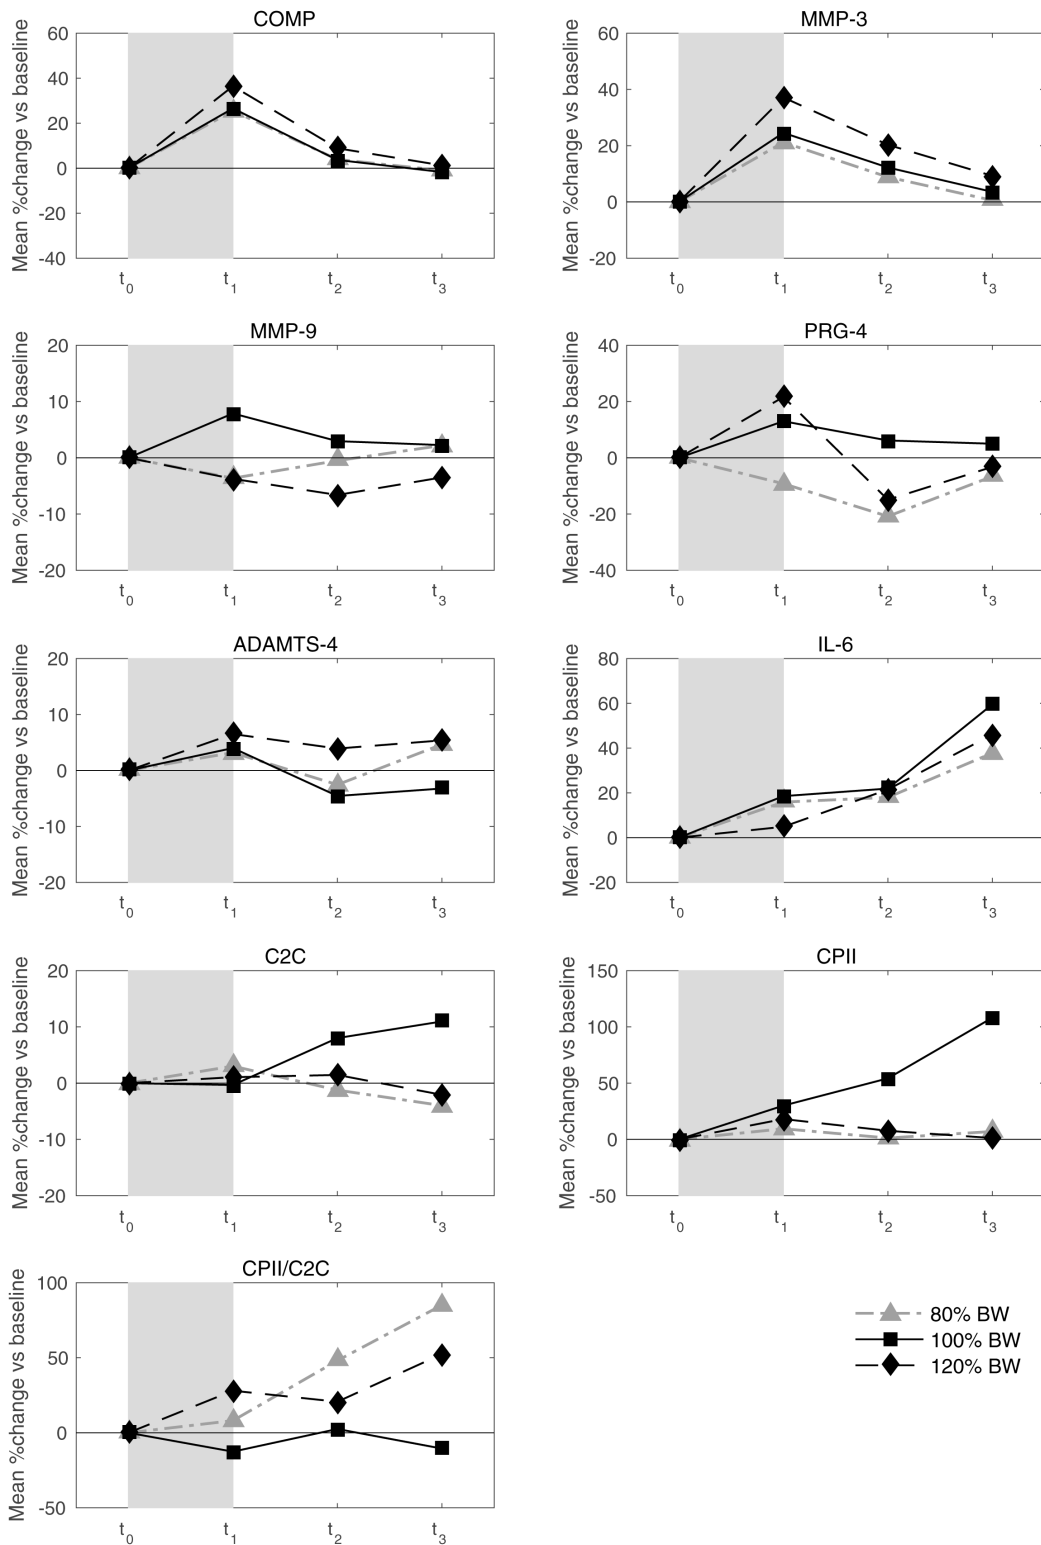 COMP
Mean %change vs baseline
60
40
20
0
-20
-40
t0 t1 t2 t3
MMP-3
Mean %change vs baseline
60
40
20
0
-20
t0 t1 t2 t3
MMP-9
Mean %change vs baseline
20
10
0
-10
-20
t0 t1 t2 t3
PRG-4
Mean %change vs baseline
40
20
0
-20
-40
t0 t1 t2 t3
ADAMTS-4
Mean %change vs baseline
20
10
0
-10
-20
t0 t1 t2 t3
IL-6
Mean %change vs baseline
80
60
40
20
0
-20
t0 t1 t2 t3
C2C
Mean %change vs baseline
20
10
0
-10
-20
t0 t1 t2 t3
CPII
Mean %change vs baseline
150
100
50
0
-50
t0 t1 t2 t3
CPII/C2C
Mean %change vs baseline
100
50
0
-50
t0 t1 t2 t3
80% BW
100% BW
120% BW